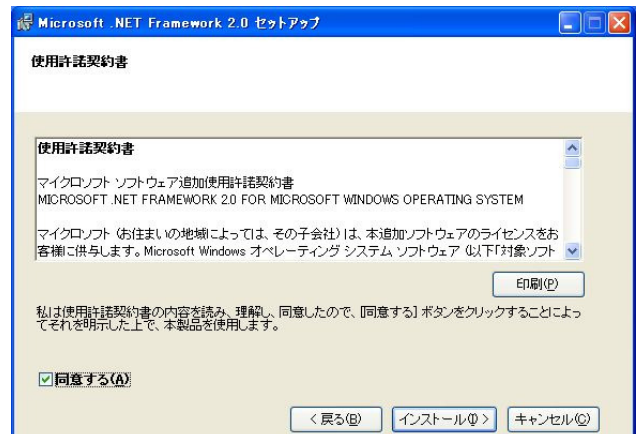 Microsoft .NET Framework 2.0 セットアップ
使用許諾契約書
使用許諾契約書
マイクロソフト ソフトウェア追加使用許諾契約書
MICROSOFT .NET FRAMEWORK 2.0 FOR MICROSOFT WINDOWS OPERATING SYSTEM
マイクロソフト (お住まいの地域によっては、その子会社) は、本追加ソフトウェアのライセンスをお
客様に供与します。Microsoft Windows オペレーティング システム ソフトウェア (以下「対象ソフト
印刷(P)
私は使用許諾契約書の内容を読み、理解し、同意したので、[同意する] ボタンをクリックすることによっ
てそれを明示した上で、本製品を使用します。
同意する(A)
< 戻る(B) インストール(I) > キャンセル(C)